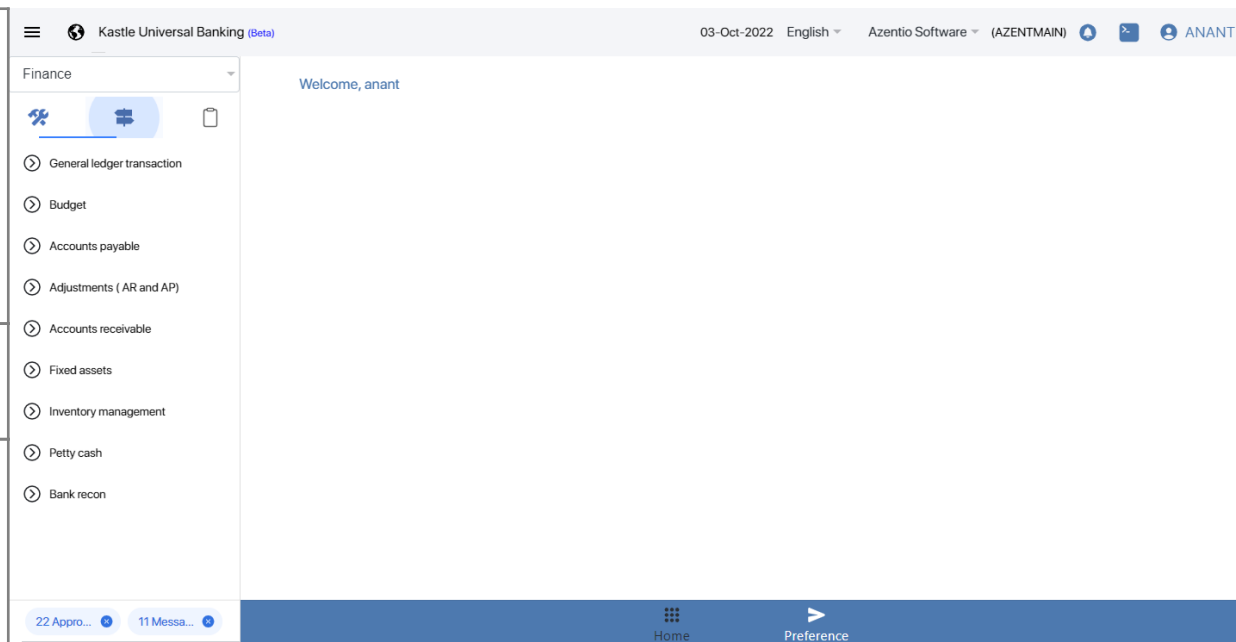 Kastle Universal Banking (Beta) 03-Oct-2022 English Azentio Software (AZENTMAIN) ANANT
Finance
Welcome, anant
General ledger transaction
Budget
Accounts payable
Adjustments ( AR and AP)
Accounts receivable
Fixed assets
Inventory management
Petty cash
Bank recon
22 Appro... 11 Messa...
Home Preference